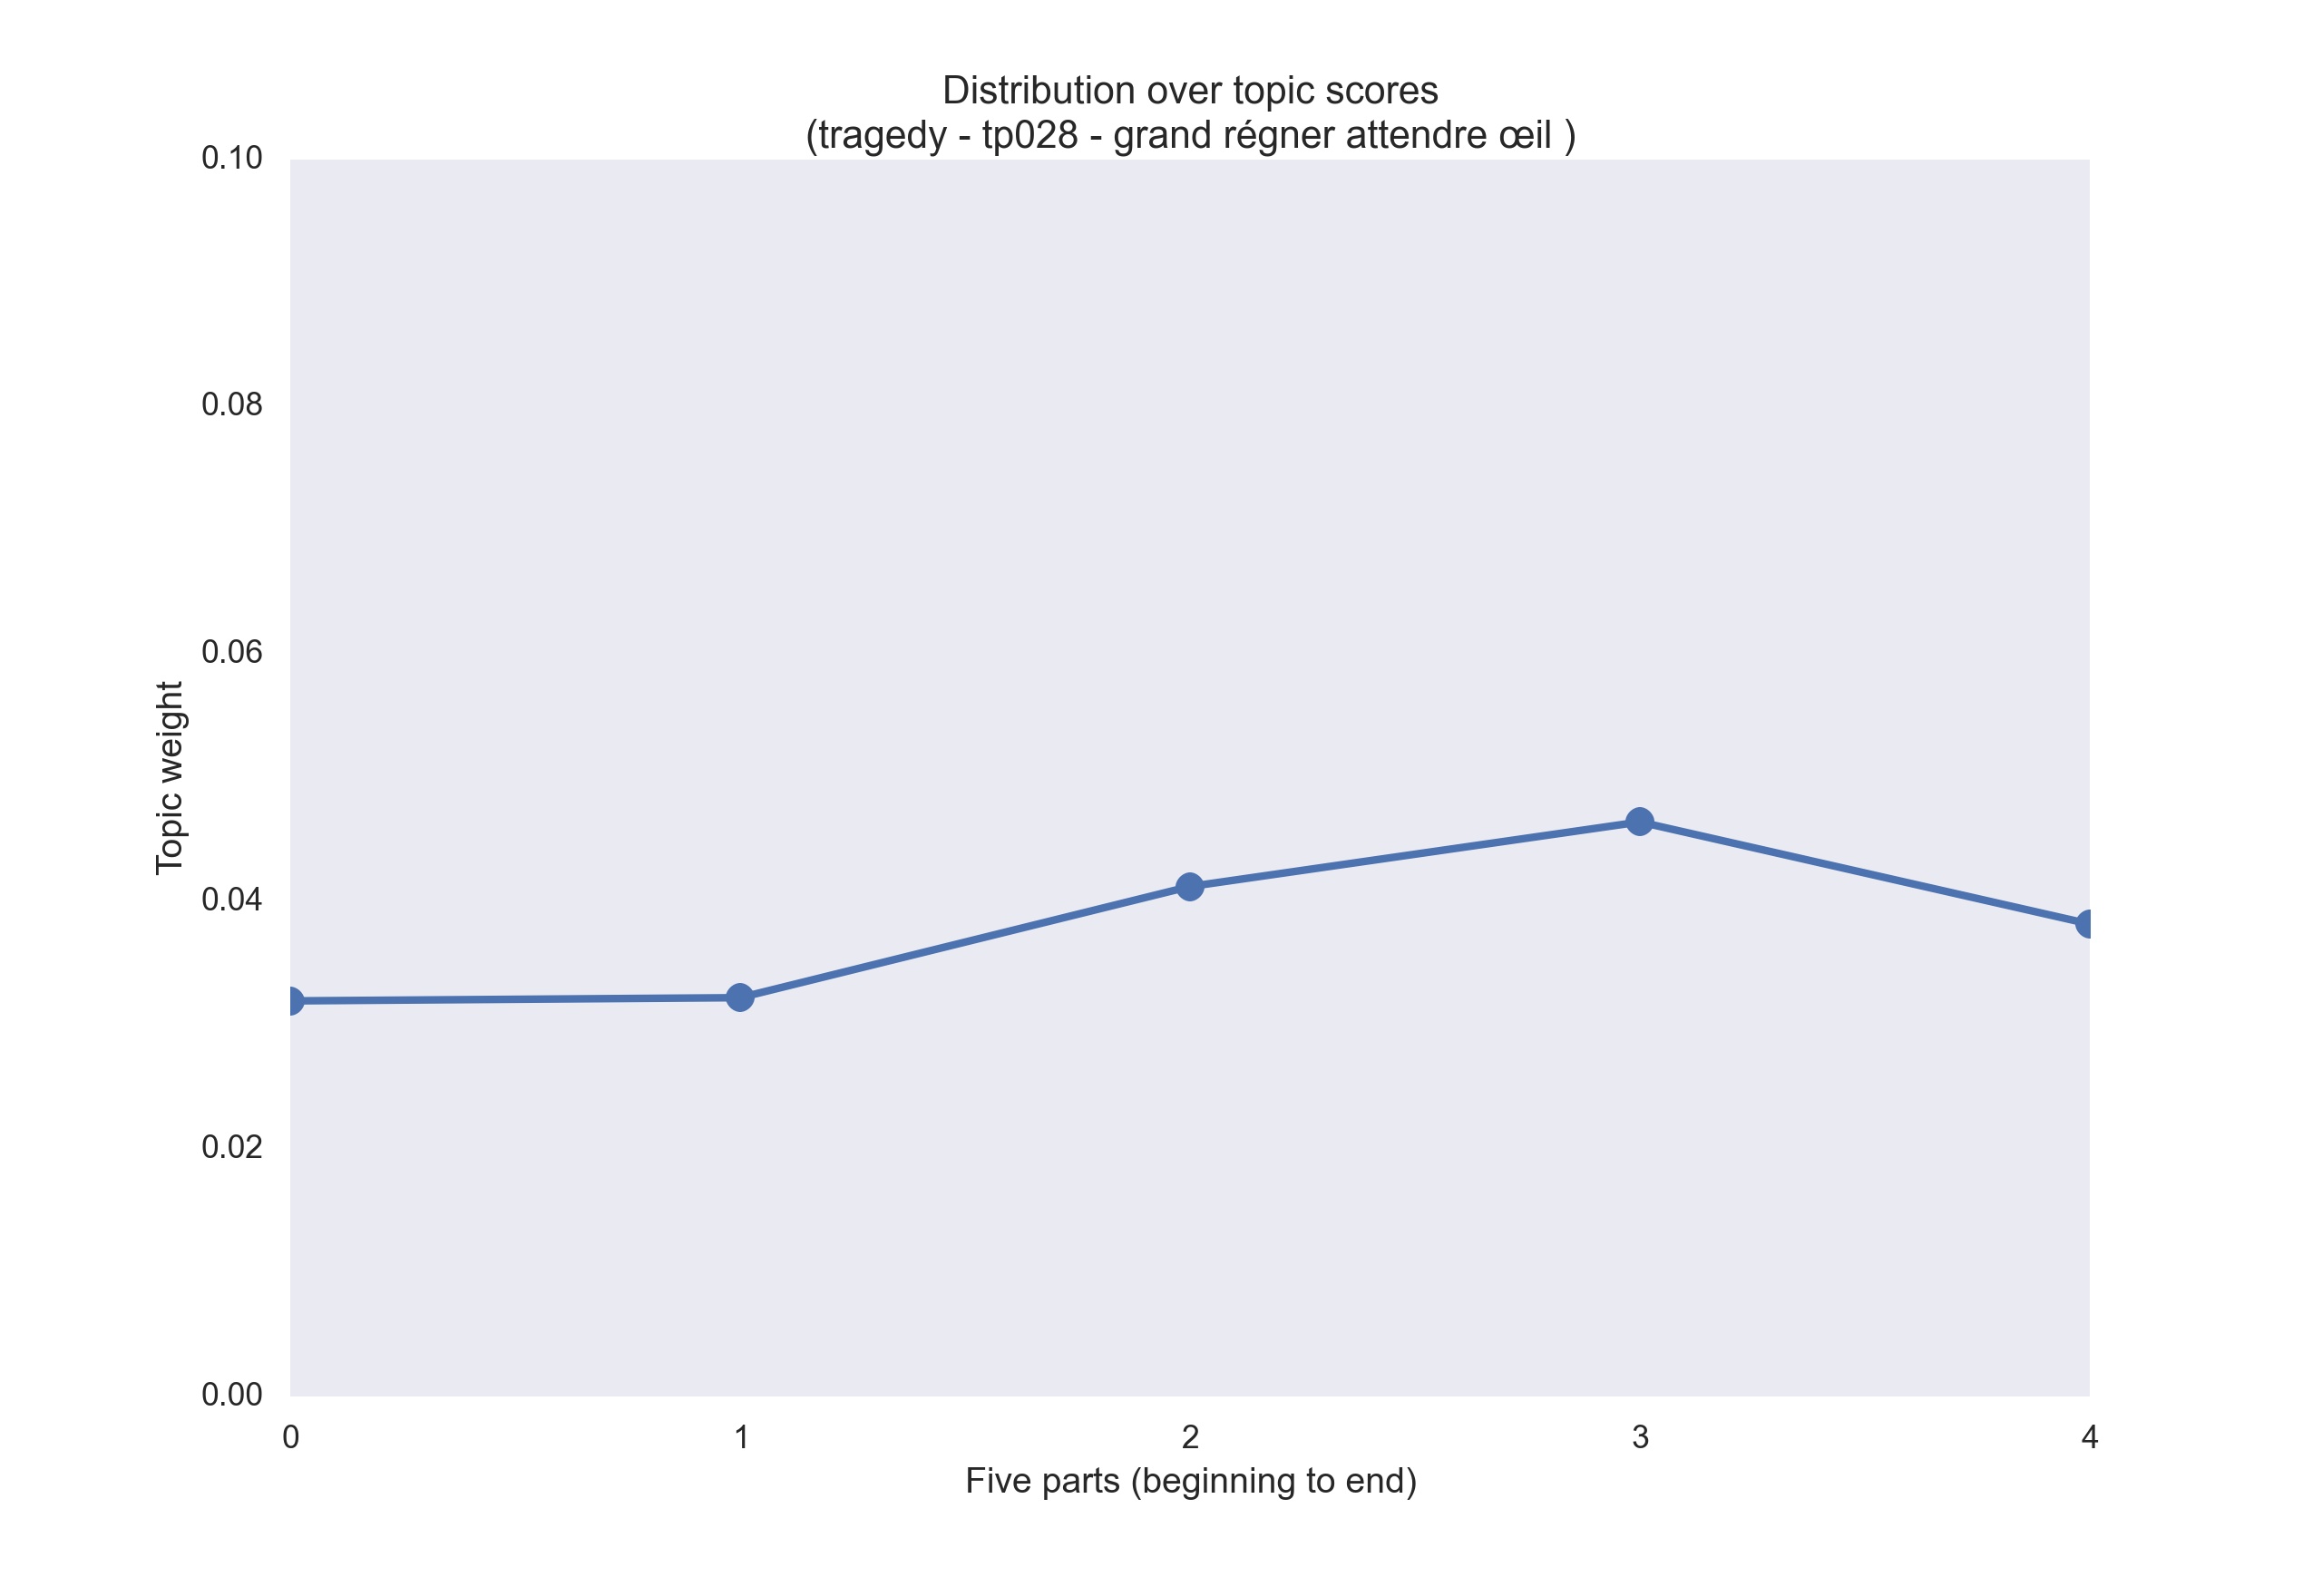 Distribution over topic scores
(tragedy - tp028 - grand régner attendre œil )
0.10
0.08
0.06
0.04
0.02
0.00
Topic weight
0
1
2
3
4
Five parts (beginning to end)